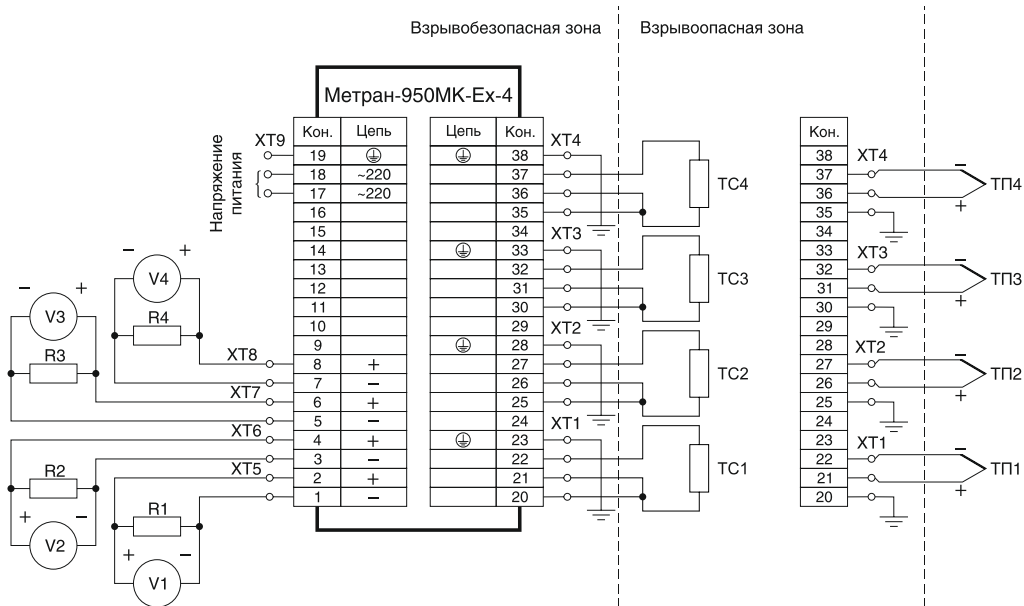 Взрывобезопасная зона
Взрывоопасная зона
Метран-950МК-Ех-4
Кон. Цепь Цепь Кон.
19 38
18 ~220 37
17 ~220 36
16 35
15 34
14 33
13 32
12 31
11 30
10 29
9 28
8 + 27
7 − 26
6 + 25
5 − 24
4 + 23
3 − 22
2 + 21
1 − 20
Напряжение
питания
XT9
XT8
XT7
XT6
XT5
− +
V4
R4
− +
V3
R3
R2
+ −
V2
R1
+ −
V1
XT4
XT3
XT2
XT1
ТС4
ТС3
ТС2
ТС1
Кон.
38
37
36
35
34
33
32
31
30
29
28
27
26
25
24
23
22
21
20
XT4
XT3
XT2
XT1
−
ТП4
+
−
ТП3
+
−
ТП2
+
−
ТП1
+